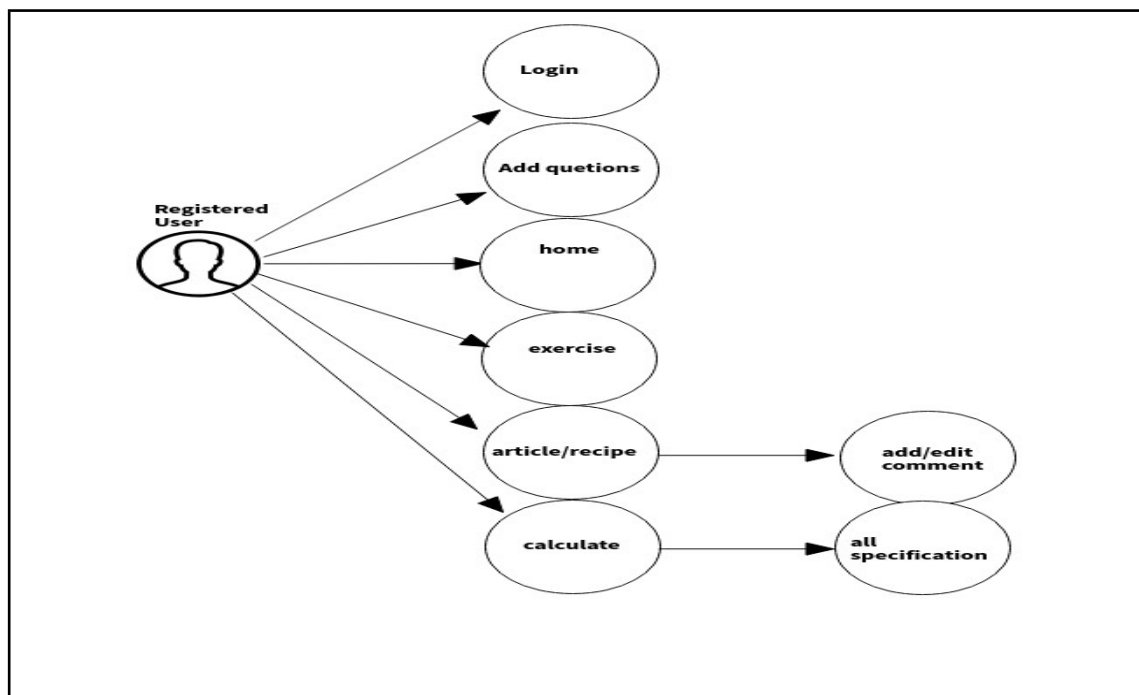 Login
Add quetions
Registered
User
home
exercise
article/recipe
add/edit
comment
calculate
all
specification